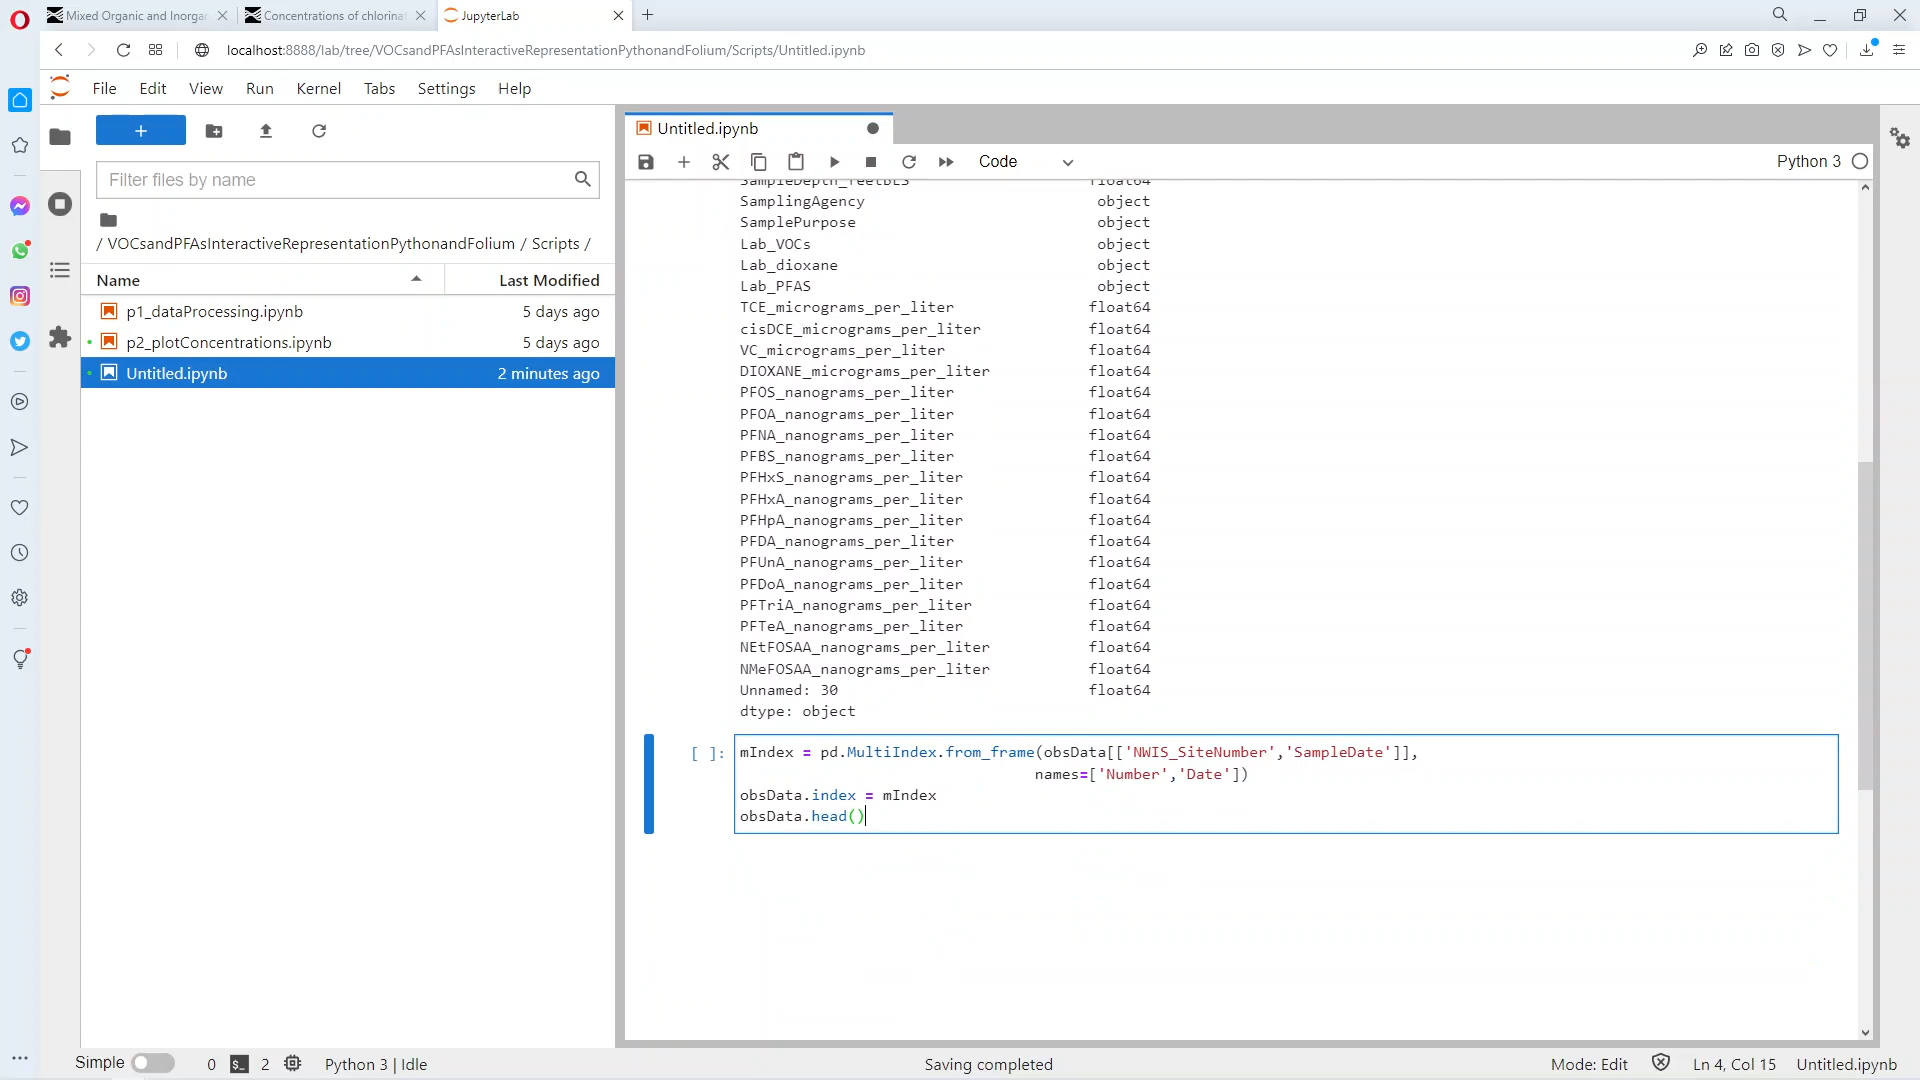 Mixed Organic and Inorgan
Concentrations of chlorinat
JupyterLab
localhost:8888/lab/tree/VOCsandPFAsInteractiveRepresentationPythonandFolium/Scripts/Untitled.ipynb
File Edit View Run Kernel Tabs Settings Help
Untitled.ipynb
Code
Python 3
Filter files by name
/ VOCsandPFAsInteractiveRepresentationPythonandFolium / Scripts /
Name Last Modified
p1_dataProcessing.ipynb 5 days ago
p2_plotConcentrations.ipynb 5 days ago
Untitled.ipynb 2 minutes ago
SampleDepth_feetBLS float64
SamplingAgency object
SamplePurpose object
Lab_VOCs object
Lab_dioxane object
Lab_PFAS object
TCE_micrograms_per_liter float64
cisDCE_micrograms_per_liter float64
VC_micrograms_per_liter float64
DIOXANE_micrograms_per_liter float64
PFOS_nanograms_per_liter float64
PFOA_nanograms_per_liter float64
PFNA_nanograms_per_liter float64
PFBS_nanograms_per_liter float64
PFHxS_nanograms_per_liter float64
PFHxA_nanograms_per_liter float64
PFHpA_nanograms_per_liter float64
PFDA_nanograms_per_liter float64
PFUnA_nanograms_per_liter float64
PFDoA_nanograms_per_liter float64
PFTriA_nanograms_per_liter float64
PFTeA_nanograms_per_liter float64
NEtFOSAA_nanograms_per_liter float64
NMeFOSAA_nanograms_per_liter float64
Unnamed: 30 float64
dtype: object
[ ]: mIndex = pd.MultiIndex.from_frame(obsData[['NWIS_SiteNumber','SampleDate']],
names=['Number','Date'])
obsData.index = mIndex
obsData.head()
Simple 0 $_ 2 Python 3 | Idle Saving completed Mode: Edit Ln 4, Col 15 Untitled.ipynb